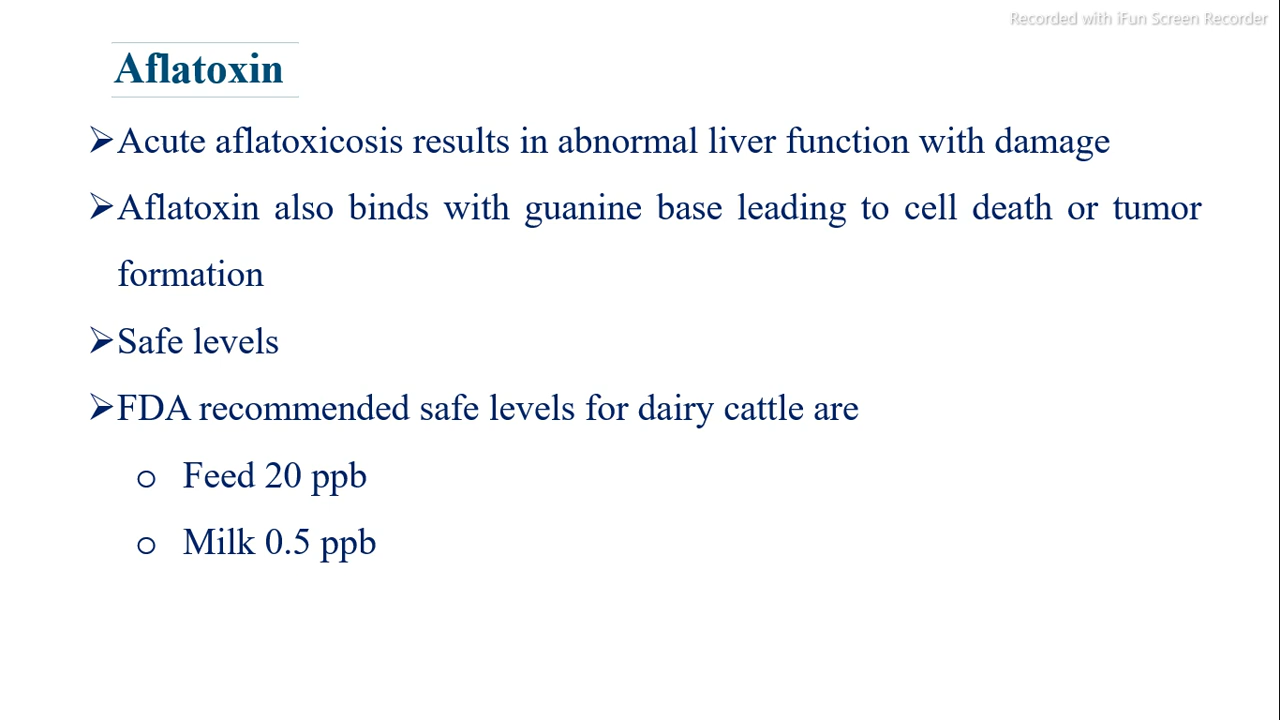 Recorded with iFun Screen Recorder
Aflatoxin
➢Acute aflatoxicosis results in abnormal liver function with damage
➢Aflatoxin also binds with guanine base leading to cell death or tumor
formation
➢Safe levels
➢FDA recommended safe levels for dairy cattle are
o Feed 20 ppb
o Milk 0.5 ppb